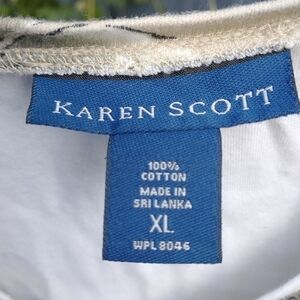 KAREN SCOTT
100%
COTTON
MADE IN
SRI LANKA
XL
WPL 8046